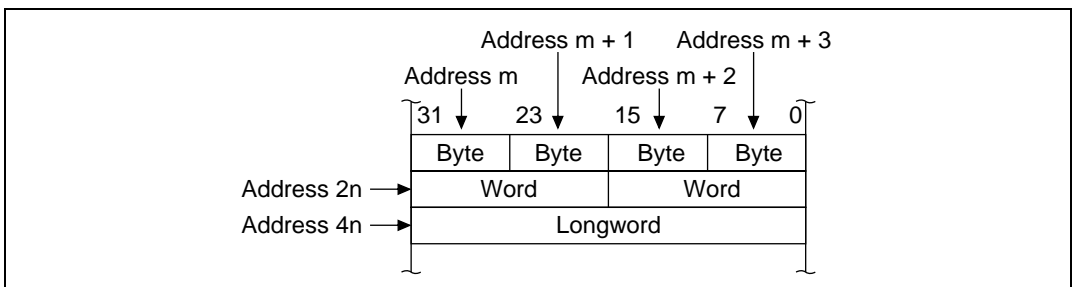 Address m + 1 Address m + 3
Address m Address m + 2
31 23 15 7 0
Byte Byte Byte Byte
Address 2n Word Word
Address 4n Longword